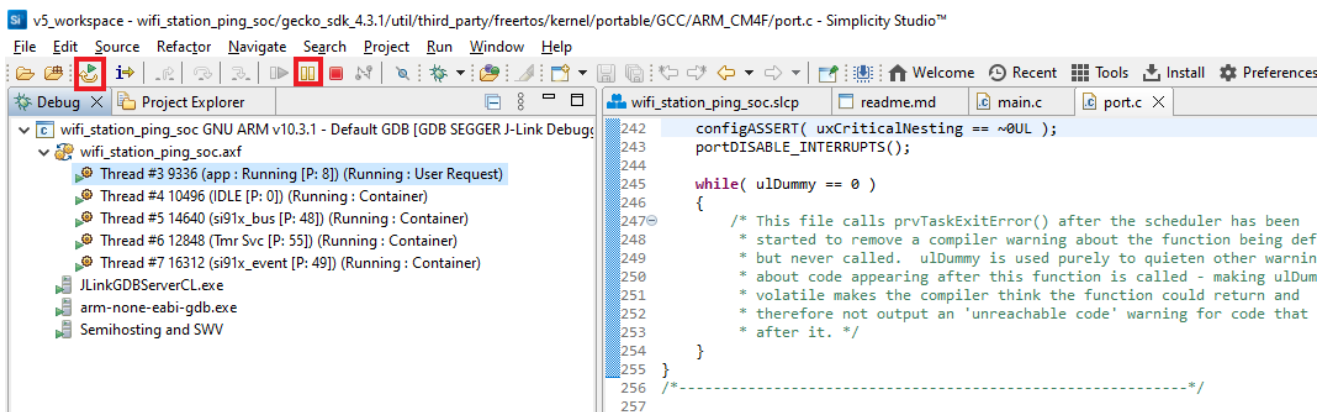 v5_workspace - wifi_station_ping_soc/gecko_sdk_4.3.1/util/third_party/freertos/kernel/portable/GCC/ARM_CM4F/port.c - Simplicity Studio™
File Edit Source Refactor Navigate Search Project Run Window Help
Welcome Recent Tools Install Preferences
Debug Project Explorer
wifi_station_ping_soc GNU ARM v10.3.1 - Default GDB [GDB SEGGER J-Link Debugg
wifi_station_ping_soc.axf
Thread #3 9336 (app : Running [P: 8]) (Running : User Request)
Thread #4 10496 (IDLE [P: 0]) (Running : Container)
Thread #5 14640 (si91x_bus [P: 48]) (Running : Container)
Thread #6 12848 (Tmr Svc [P: 55]) (Running : Container)
Thread #7 16312 (si91x_event [P: 49]) (Running : Container)
JLinkGDBServerCL.exe
arm-none-eabi-gdb.exe
Semihosting and SWV
wifi_station_ping_soc.slcp readme.md main.c port.c
242 configASSERT( uxCriticalNesting == ~0UL );
243 portDISABLE_INTERRUPTS();
244
245 while( ulDummy == 0 )
246 {
247 /* This file calls prvTaskExitError() after the scheduler has been
248 * started to remove a compiler warning about the function being def
249 * but never called. ulDummy is used purely to quieten other warnin
250 * about code appearing after this function is called - making ulDum
251 * volatile makes the compiler think the function could return and
252 * therefore not output an 'unreachable code' warning for code that
253 * after it. */
254 }
255 }
256 /*-----------------------------------------------------------*/
257